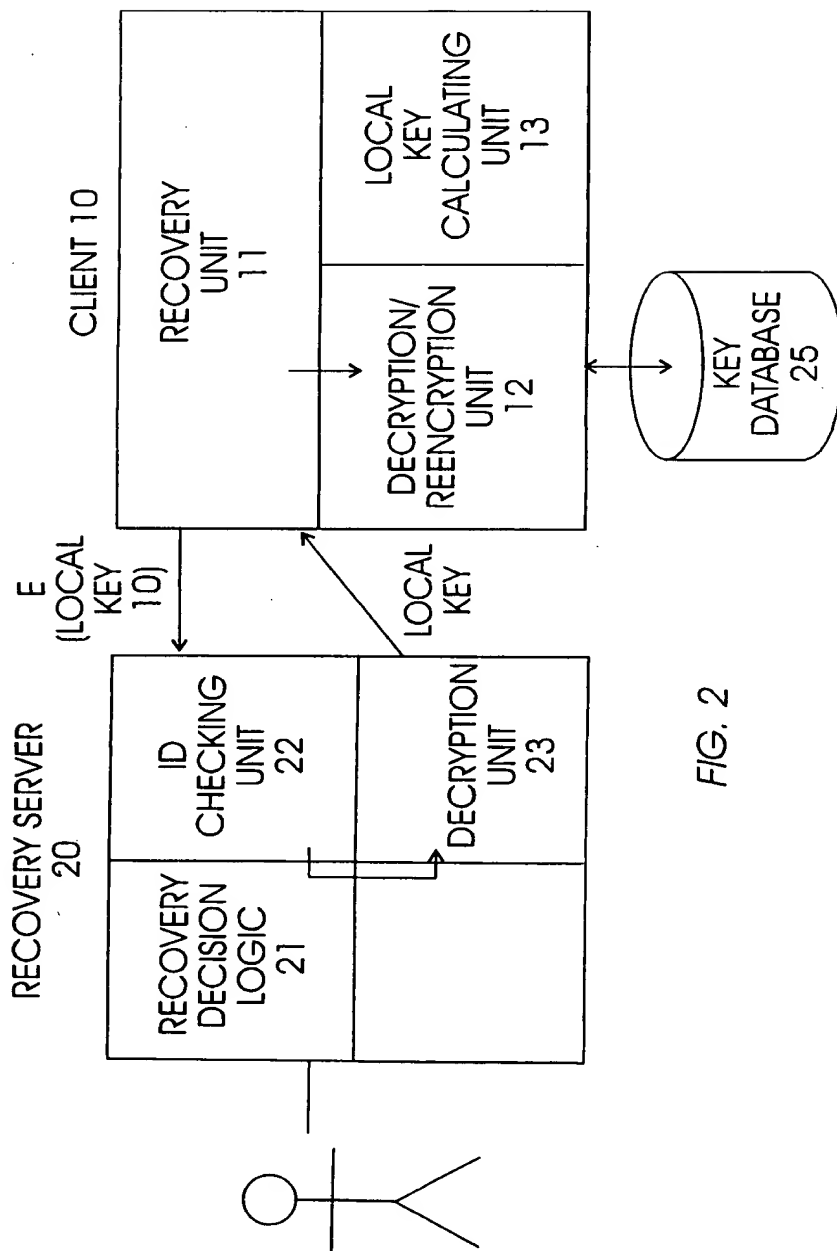 RECOVERY SERVER
20
RECOVERY
DECISION
LOGIC
21
ID
CHECKING
UNIT
22
DECRYPTION
UNIT
23
E
(LOCAL
KEY
10)
LOCAL
KEY
CLIENT 10
RECOVERY
UNIT
11
DECRYPTION/
REENCRYPTION
UNIT
12
LOCAL
KEY
CALCULATING
UNIT
13
KEY
DATABASE
25
FIG. 2